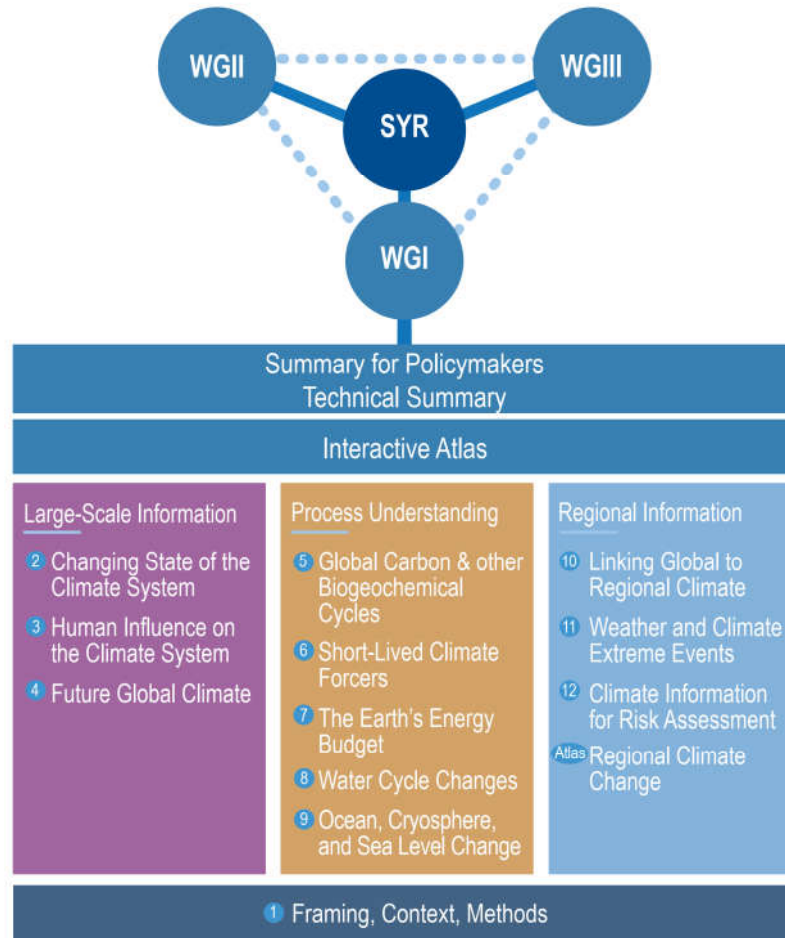 WGII
WGIII
SYR
WGI
Summary for Policymakers
Technical Summary
Interactive Atlas
Large-Scale Information
2 Changing State of the
Climate System
3 Human Influence on
the Climate System
4 Future Global Climate
Process Understanding
5 Global Carbon & other
Biogeochemical
Cycles
6 Short-Lived Climate
Forcers
7 The Earth's Energy
Budget
8 Water Cycle Changes
9 Ocean, Cryosphere,
and Sea Level Change
Regional Information
10 Linking Global to
Regional Climate
11 Weather and Climate
Extreme Events
12 Climate Information
for Risk Assessment
Atlas Regional Climate
Change
1 Framing, Context, Methods